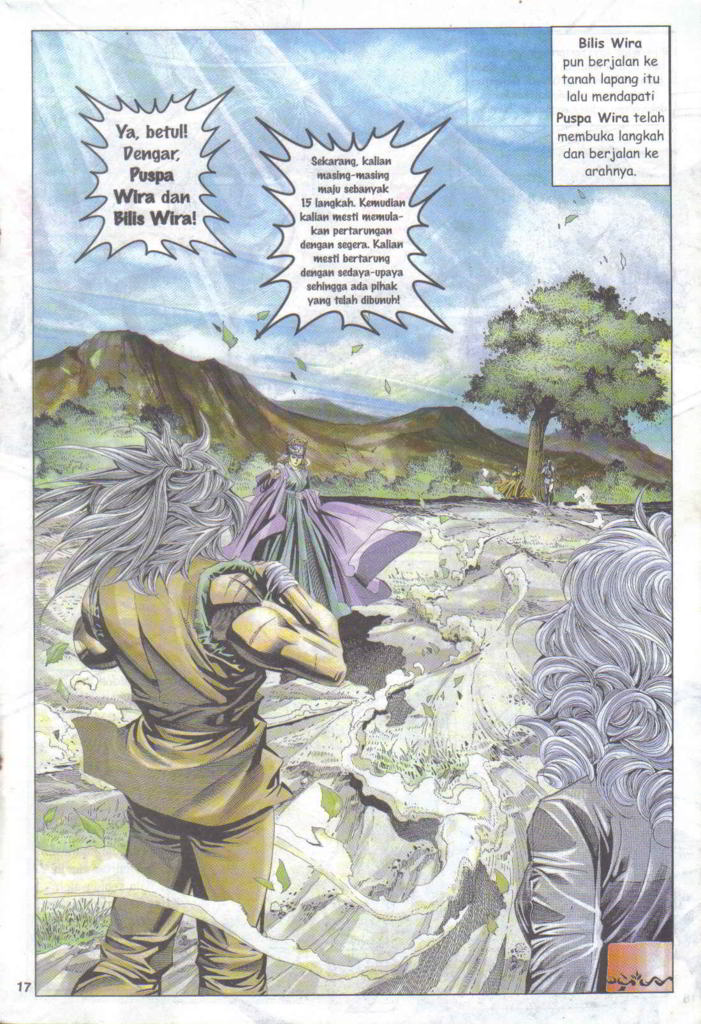 Bilis Wira
pun berjalan ke
tanah lapang itu
lalu mendapati
Puspa Wira telah
membuka langkah
dan berjalan ke
arahnya.
Ya, betul!
Dengar,
Puspa
Wira dan
Bilis Wira!
Sekarang, kalian
masing-masing
maju sebanyak
15 langkah. Kemudian
kalian mesti memula-
kan pertarungan
dengan segera. Kalian
mesti bertarung
dengan sedaya-upaya
sehingga ada pihak
yang telah dibunuh!
17